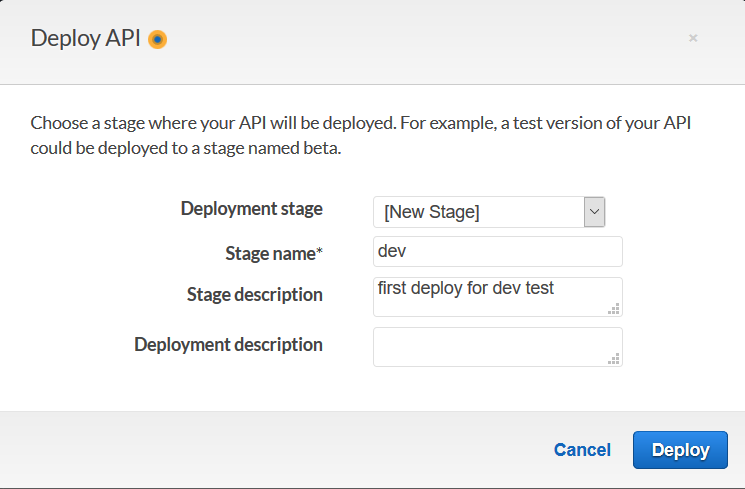 Deploy API
×
Choose a stage where your API will be deployed. For example, a test version of your API
could be deployed to a stage named beta.
Deployment stage [New Stage]
Stage name* dev
Stage description first deploy for dev test
Deployment description
Cancel Deploy